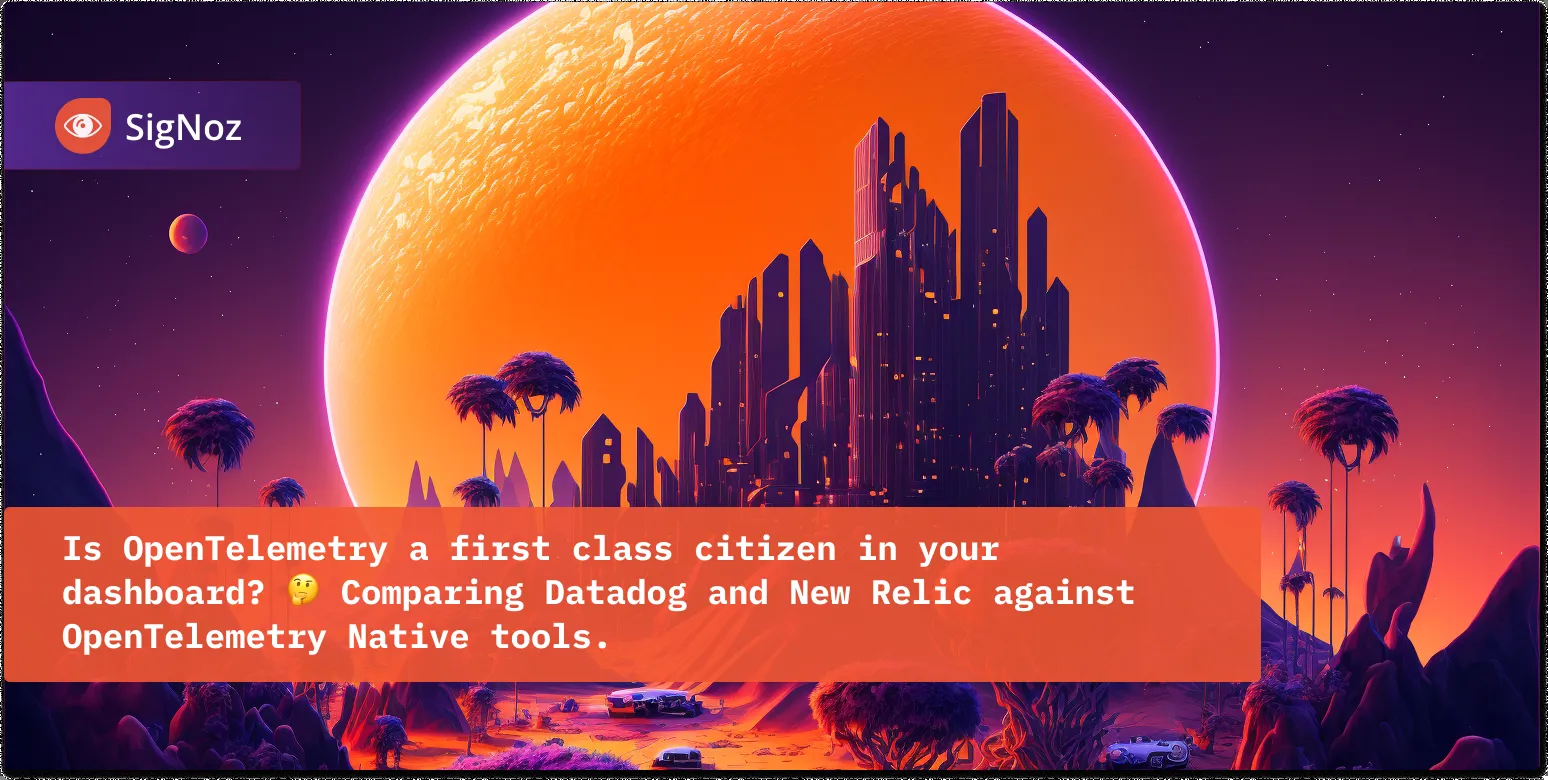 SigNoz
Is OpenTelemetry a first class citizen in your
dashboard? 🤔 Comparing Datadog and New Relic against
OpenTelemetry Native tools.